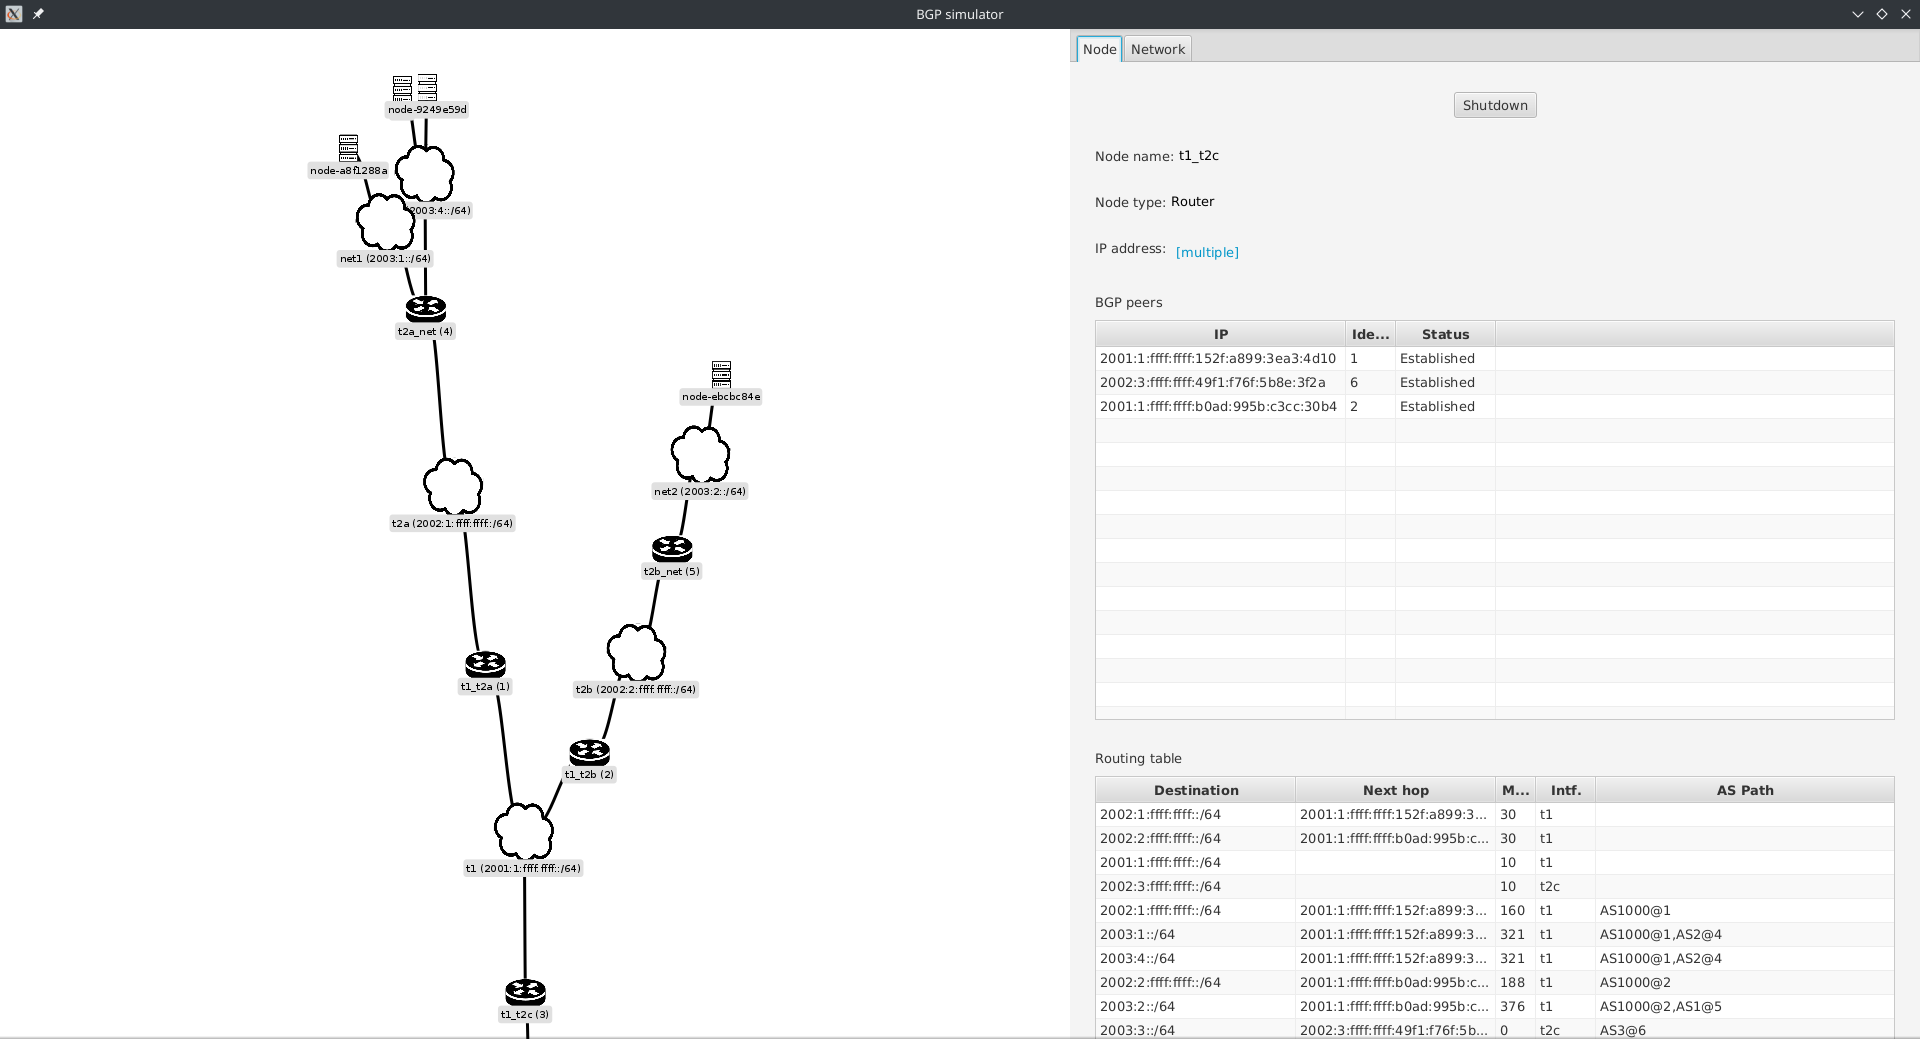 BGP simulator
node-9249e59d
node-a8f1288a
2003:4::/64)
net1 (2003:1::/64)
t2a_net (4)
node-ebcbc84e
net2 (2003:2::/64)
t2a (2002:1:ffff:ffff::/64)
t2b_net (5)
t1_t2a (1)
t2b (2002:2:ffff:ffff::/64)
t1_t2b (2)
t1 (2001:1:ffff:ffff::/64)
t1_t2c (3)
Node Network
Shutdown
Node name: t1_t2c
Node type: Router
IP address: [multiple]
BGP peers
IP Ide... Status
2001:1:ffff:ffff:152f:a899:3ea3:4d10 1 Established
2002:3:ffff:ffff:49f1:f76f:5b8e:3f2a 6 Established
2001:1:ffff:ffff:b0ad:995b:c3cc:30b4 2 Established
Routing table
Destination Next hop M... Intf. AS Path
2002:1:ffff:ffff::/64 2001:1:ffff:ffff:152f:a899:3... 30 t1
2002:2:ffff:ffff::/64 2001:1:ffff:ffff:b0ad:995b:c... 30 t1
2001:1:ffff:ffff::/64 10 t1
2002:3:ffff:ffff::/64 10 t2c
2002:1:ffff:ffff::/64 2001:1:ffff:ffff:152f:a899:3... 160 t1 AS1000@1
2003:1::/64 2001:1:ffff:ffff:152f:a899:3... 321 t1 AS1000@1,AS2@4
2003:4::/64 2001:1:ffff:ffff:152f:a899:3... 321 t1 AS1000@1,AS2@4
2002:2:ffff:ffff::/64 2001:1:ffff:ffff:b0ad:995b:c... 188 t1 AS1000@2
2003:2::/64 2001:1:ffff:ffff:b0ad:995b:c... 376 t1 AS1000@2,AS1@5
2003:3::/64 2002:3:ffff:ffff:49f1:f76f:5b... 0 t2c AS3@6